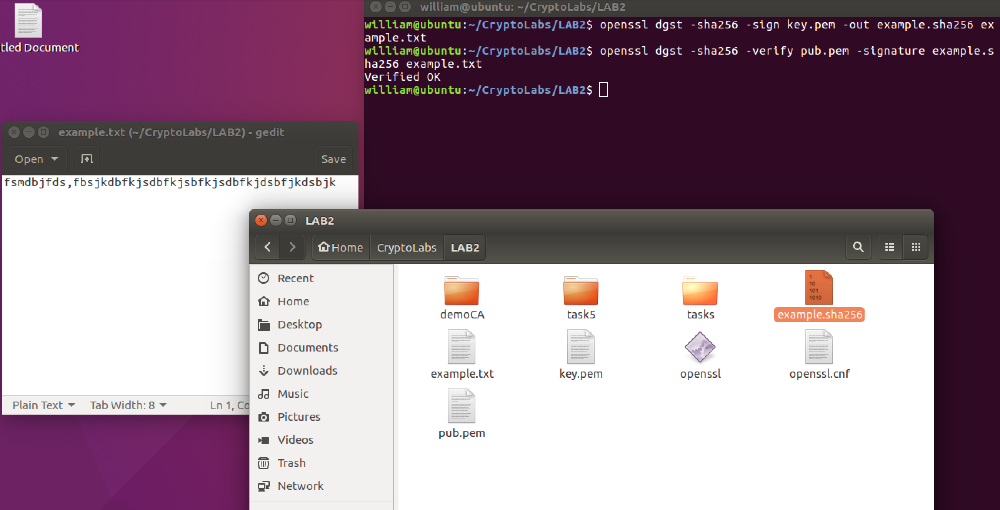 tled Document
william@ubuntu: ~/CryptoLabs/LAB2
william@ubuntu:~/CryptoLabs/LAB2$ openssl dgst -sha256 -sign key.pem -out example.sha256 ex
ample.txt
william@ubuntu:~/CryptoLabs/LAB2$ openssl dgst -sha256 -verify pub.pem -signature example.s
ha256 example.txt
Verified OK
william@ubuntu:~/CryptoLabs/LAB2$
example.txt (~/CryptoLabs/LAB2) - gedit
Open
Save
fsmdbjfds,fbsjkdbfkjsdbfkjsbfkjsdbfkjdsbfjkdsbjk
Plain Text Tab Width: 8 Ln 1, Co
LAB2
Home CryptoLabs LAB2
Recent
Home
Desktop
Documents
Downloads
Music
Pictures
Videos
Trash
Network
1
10
101
1010
demoCA task5 tasks example.sha256
example.txt key.pem openssl openssl.cnf
pub.pem